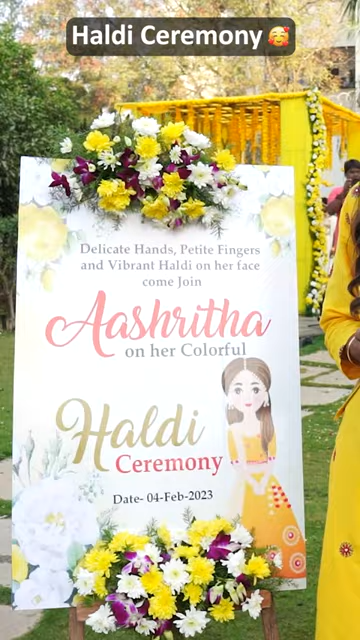 Haldi Ceremony 🥰
Delicate Hands, Petite Fingers
and Vibrant Haldi on her face
come Join
Aashritha
on her Colorful
Haldi
Ceremony
Date- 04-Feb-2023